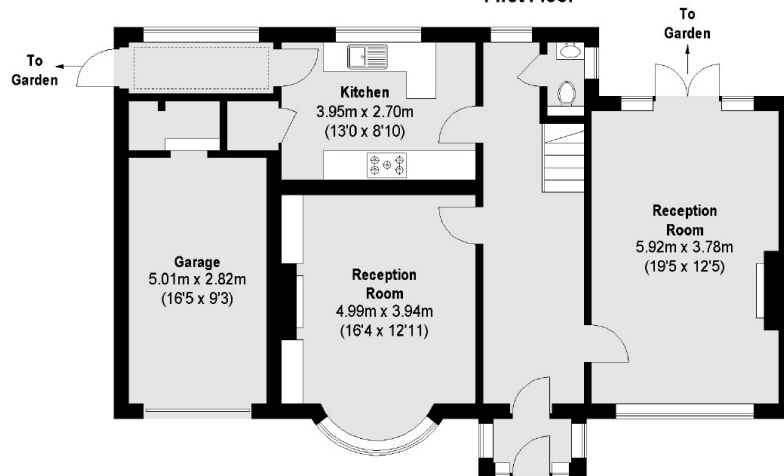 First Floor
To
Garden
To
Garden
Kitchen
3.95m x 2.70m
(13'0 x 8'10)
Reception
Room
5.92m x 3.78m
(19'5 x 12'5)
Garage
5.01m x 2.82m
(16'5 x 9'3)
Reception
Room
4.99m x 3.94m
(16'4 x 12'11)